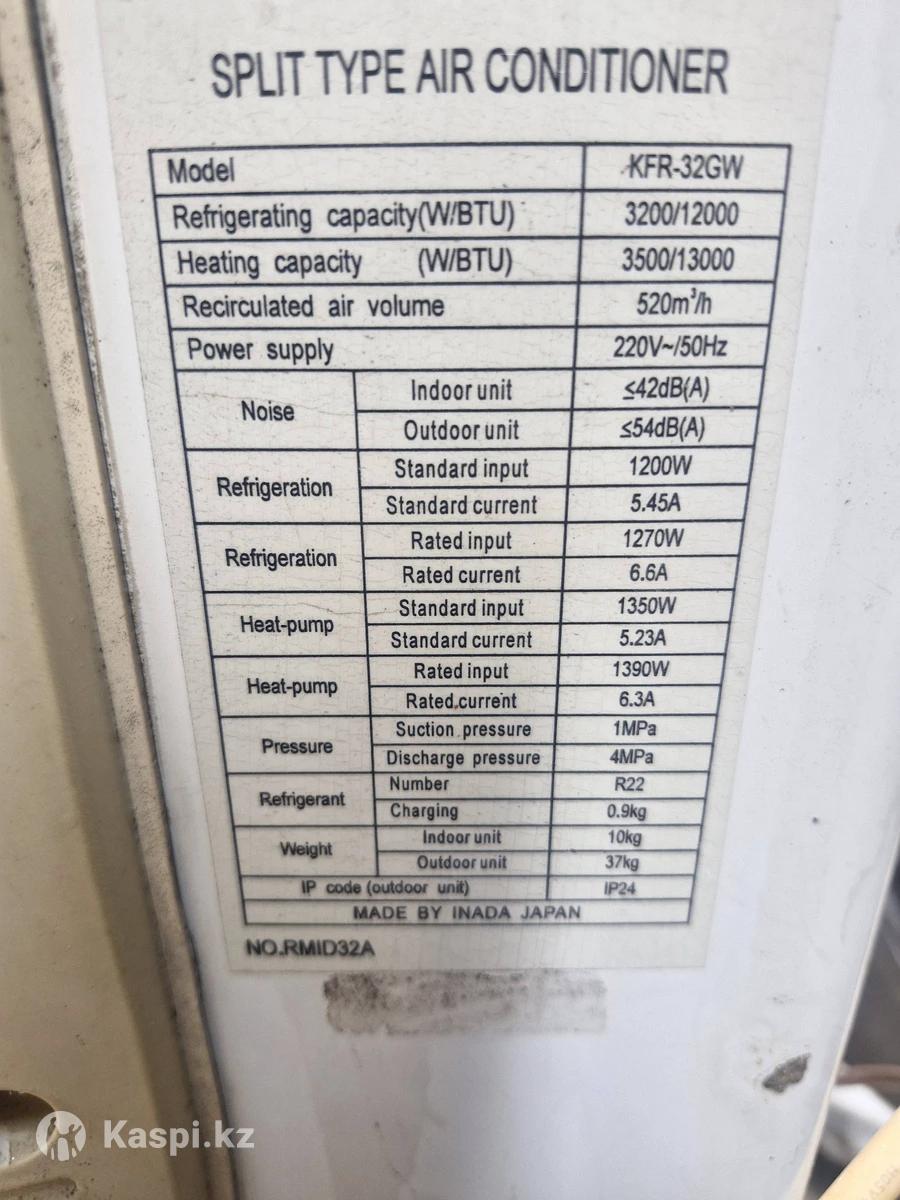 SPLIT TYPE AIR CONDITIONER
Model KFR-32GW
Refrigerating capacity(W/BTU) 3200/12000
Heating capacity (W/BTU) 3500/13000
Recirculated air volume 520m³/h
Power supply 220V~/50Hz
Noise Indoor unit ≤42dB(A)
Outdoor unit ≤54dB(A)
Refrigeration Standard input 1200W
Standard current 5.45A
Refrigeration Rated input 1270W
Rated current 6.6A
Heat-pump Standard input 1350W
Standard current 5.23A
Heat-pump Rated input 1390W
Rated current 6.3A
Pressure Suction pressure 1MPa
Discharge pressure 4MPa
Refrigerant Number R22
Charging 0.9kg
Weight Indoor unit 10kg
Outdoor unit 37kg
IP code (outdoor unit) IP24
MADE BY INADA JAPAN
NO.RMID32A
Kaspi.kz